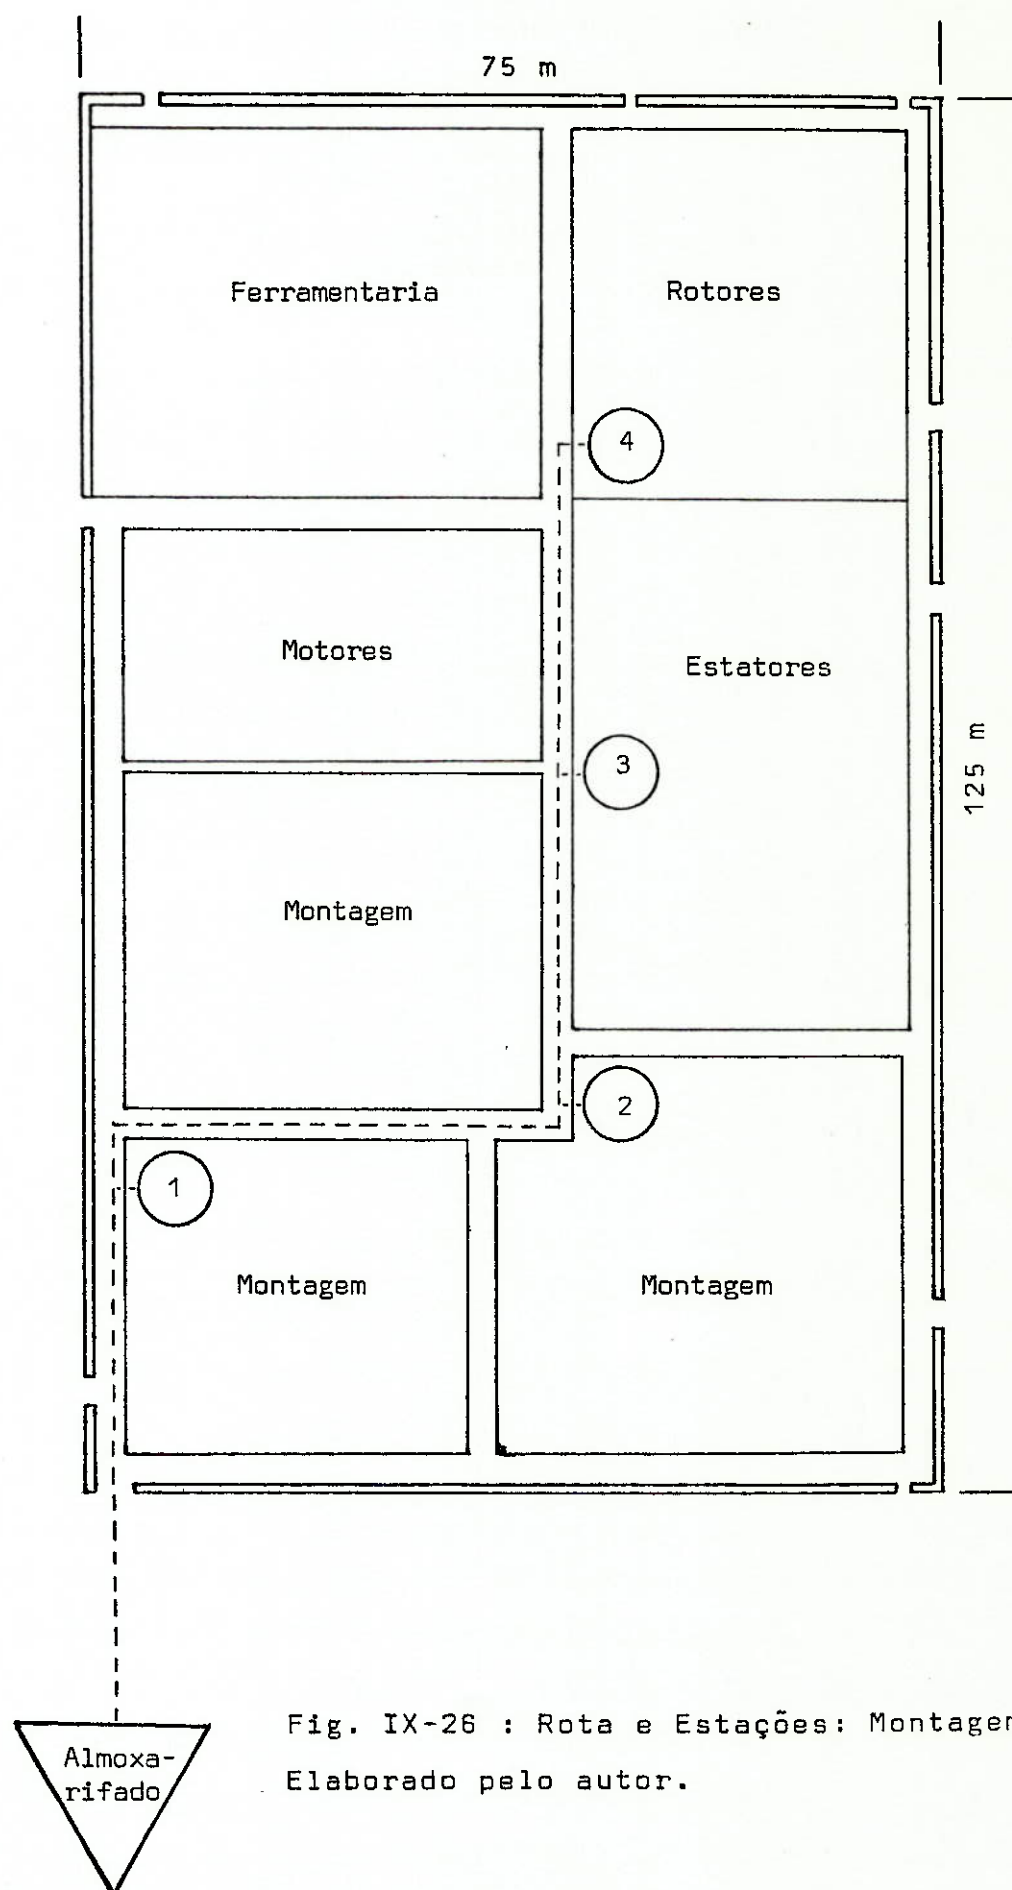 75 m
Ferramentaria
Rotores
4
Motores
Estatores
3
125 m
Montagem
2
1
Montagem
Montagem
Almoxa-
rifado
Fig. IX-26 : Rota e Estações: Montagem
Elaborado pelo autor.